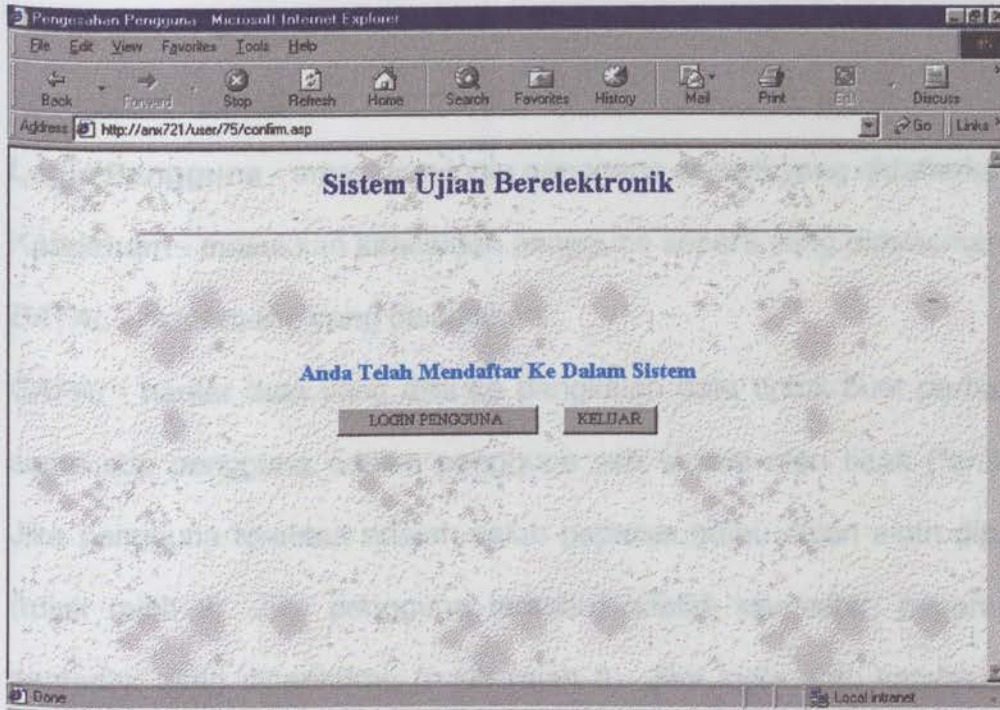 Pengesahan Pengguna - Microsoft Internet Explorer
File Edit View Favorites Tools Help
Back Forward Stop Refresh Home Search Favorites History Mail Print Edit Discuss
Address http://anx721/user/75/confirm.asp Go Links
Sistem Ujian Berelektronik
Anda Telah Mendaftar Ke Dalam Sistem
LOGIN PENGGUNA KELUAR
Done Local intranet